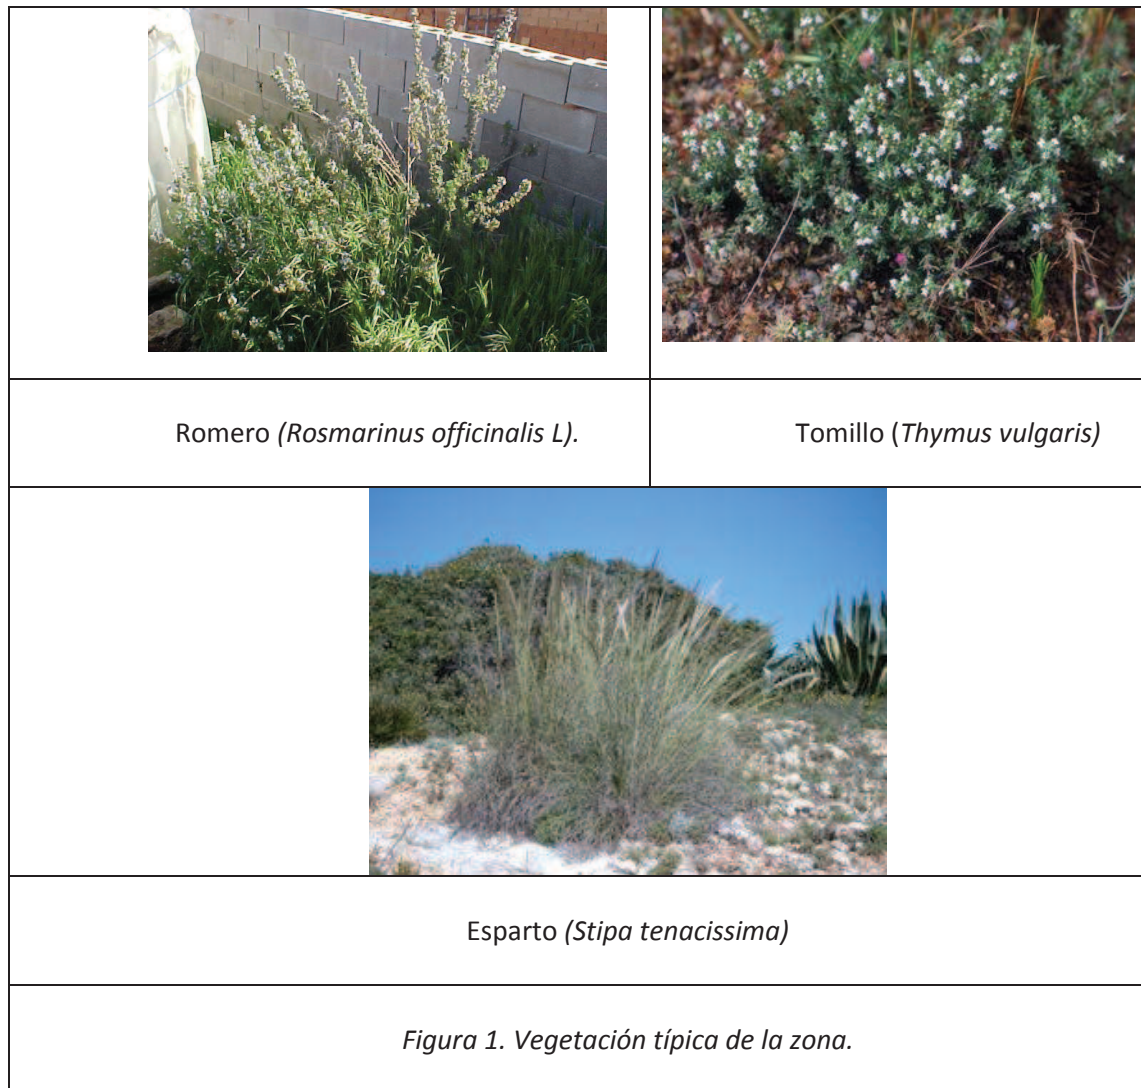 Romero (Rosmarinus officinalis L).
Tomillo (Thymus vulgaris)
Esparto (Stipa tenacissima)
Figura 1. Vegetación típica de la zona.